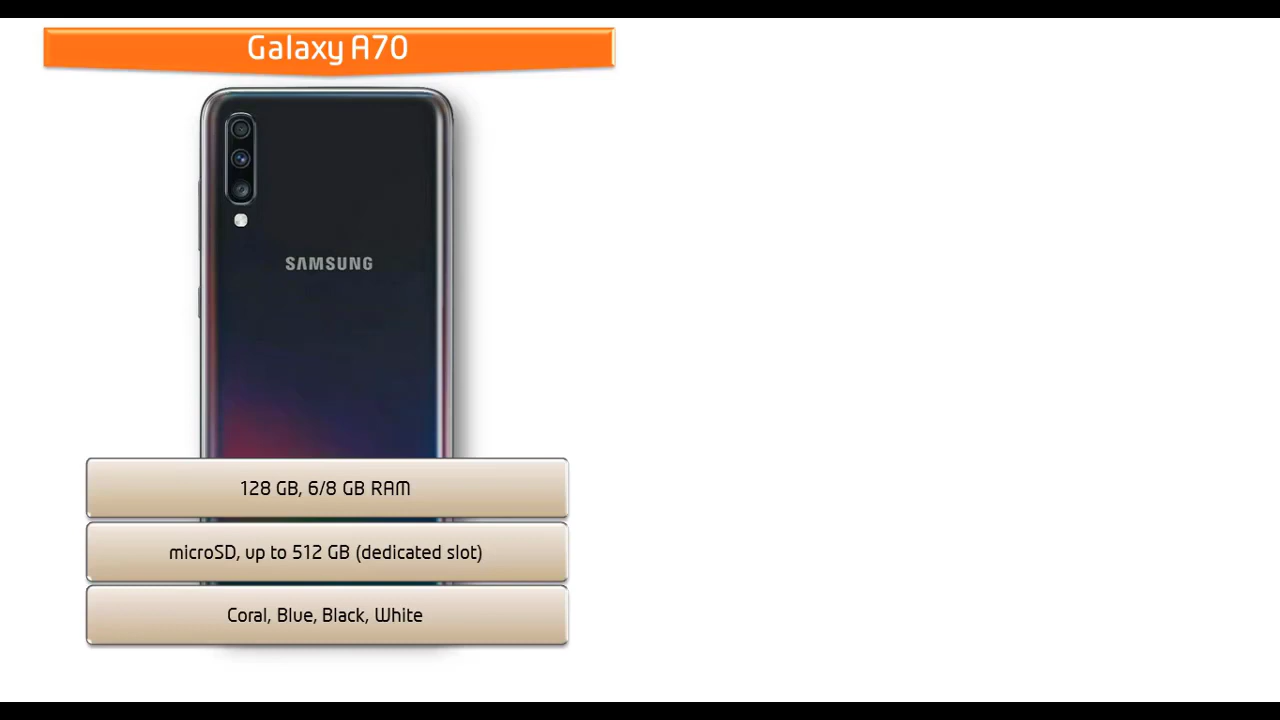 Galaxy A70
SAMSUNG
128 GB, 6/8 GB RAM
microSD, up to 512 GB (dedicated slot)
Coral, Blue, Black, White